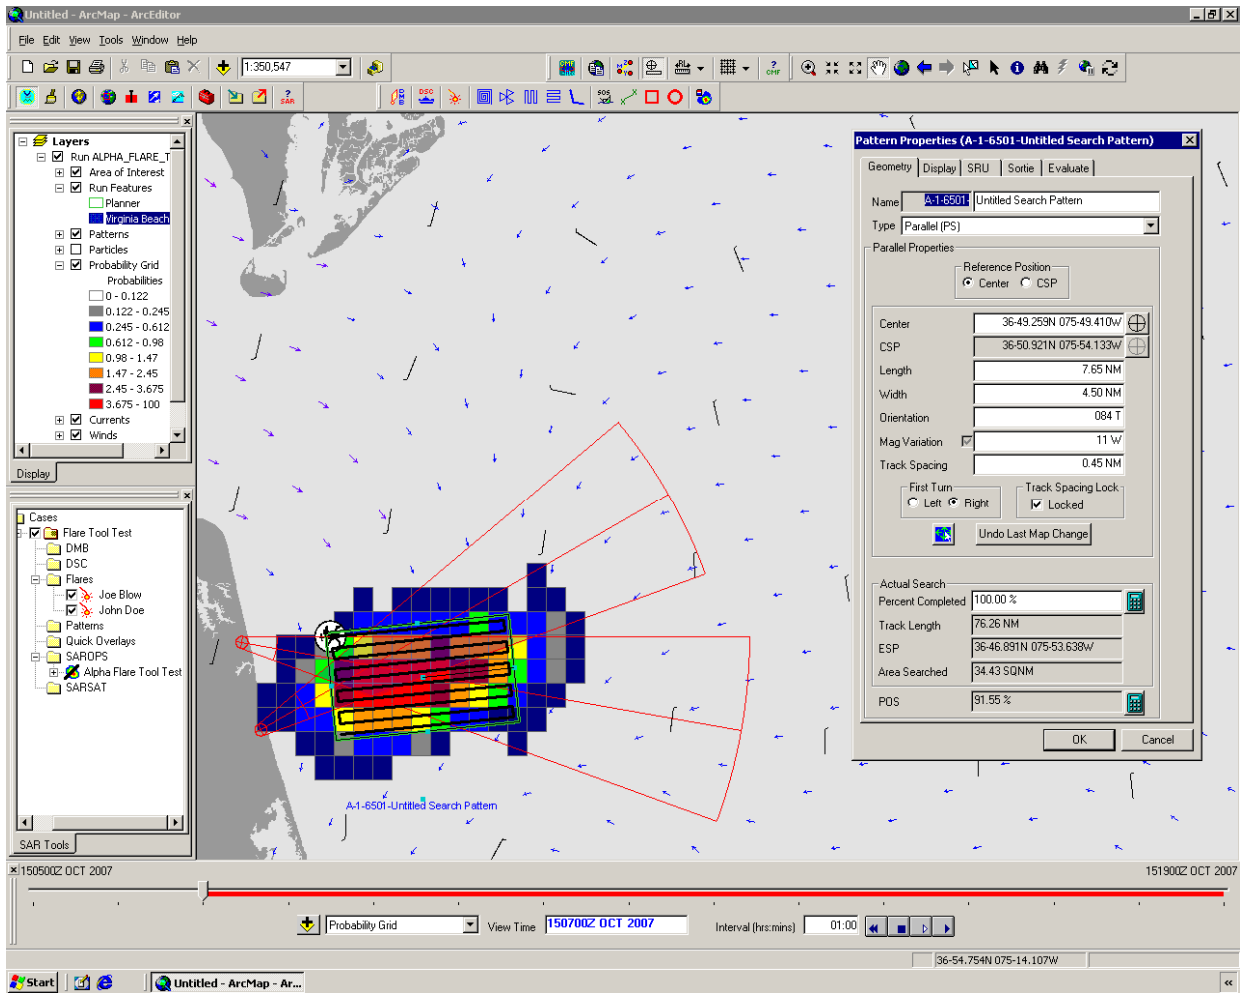 Untitled - ArcMap - ArcEditor
File Edit View Tools Window Help
1:350,547
? CMF
? SAR
DMB DSC SOS
Layers
Run ALPHA_FLARE_T
Area of Interest
Run Features
Planner
Virginia Beach
Patterns
Particles
Probability Grid
Probabilities
0 - 0.122
0.122 - 0.245
0.245 - 0.612
0.612 - 0.98
0.98 - 1.47
1.47 - 2.45
2.45 - 3.675
3.675 - 100
Currents
Winds
Display
Cases
Flare Tool Test
DMB
DSC
Flares
Joe Blow
John Doe
Patterns
Quick Overlays
SAROPS
Alpha Flare Tool Test
SARSAT
SAR Tools
A-1-6501-Untitled Search Pattern
Pattern Properties (A-1-6501-Untitled Search Pattern)
Geometry Display SRU Sortie Evaluate
Name A-1-6501- Untitled Search Pattern
Type Parallel (PS)
Parallel Properties
Reference Position
Center CSP
Center 36-49.259N 075-49.410W
CSP 36-50.921N 075-54.133W
Length 7.65 NM
Width 4.50 NM
Orientation 084 T
Mag Variation 11 W
Track Spacing 0.45 NM
First Turn
Left Right
Track Spacing Lock
Locked
Undo Last Map Change
Actual Search
Percent Completed 100.00 %
Track Length 76.26 NM
ESP 36-46.891N 075-53.638W
Area Searched 34.43 SQNM
POS 91.55 %
OK Cancel
150500Z OCT 2007 151900Z OCT 2007
Probability Grid View Time 150700Z OCT 2007 Interval (hrs:mins) 01:00
36-54.754N 075-14.107W
Start Untitled - ArcMap - Ar...